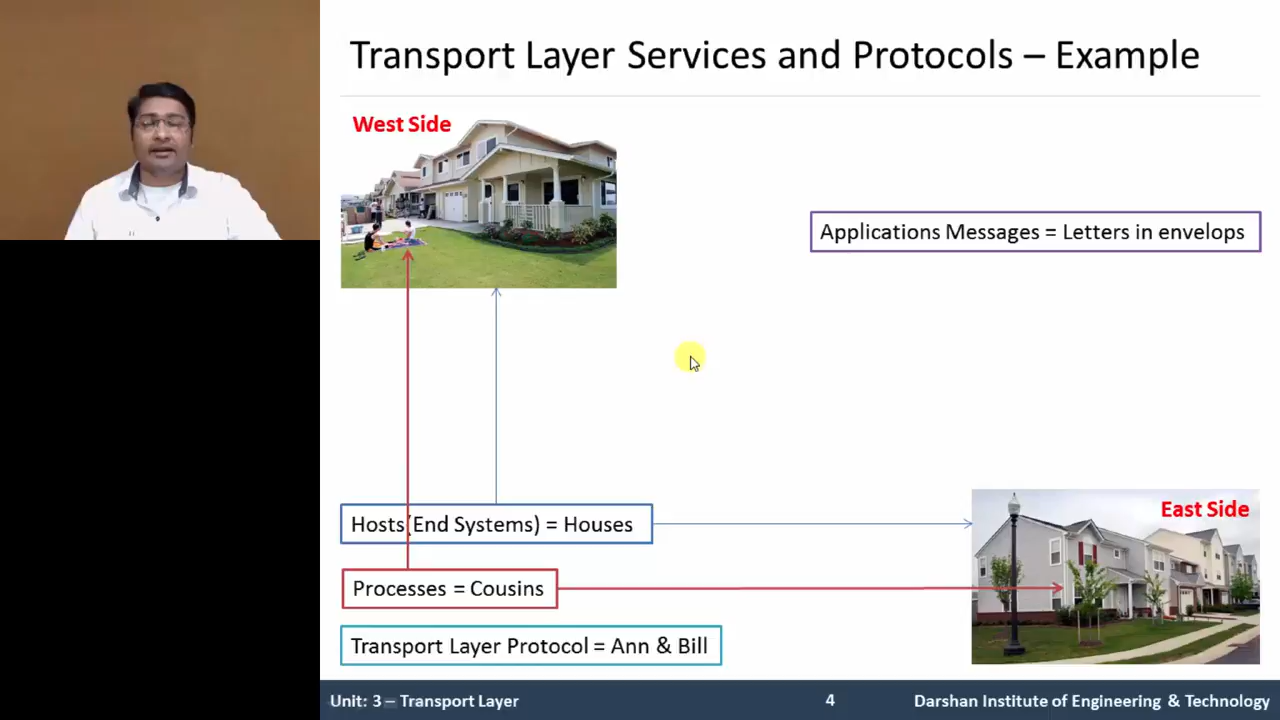 Transport Layer Services and Protocols – Example
West Side
Applications Messages = Letters in envelops
Hosts(End Systems) = Houses
East Side
Processes = Cousins
Transport Layer Protocol = Ann & Bill
Unit: 3 – Transport Layer
4
Darshan Institute of Engineering & Technology